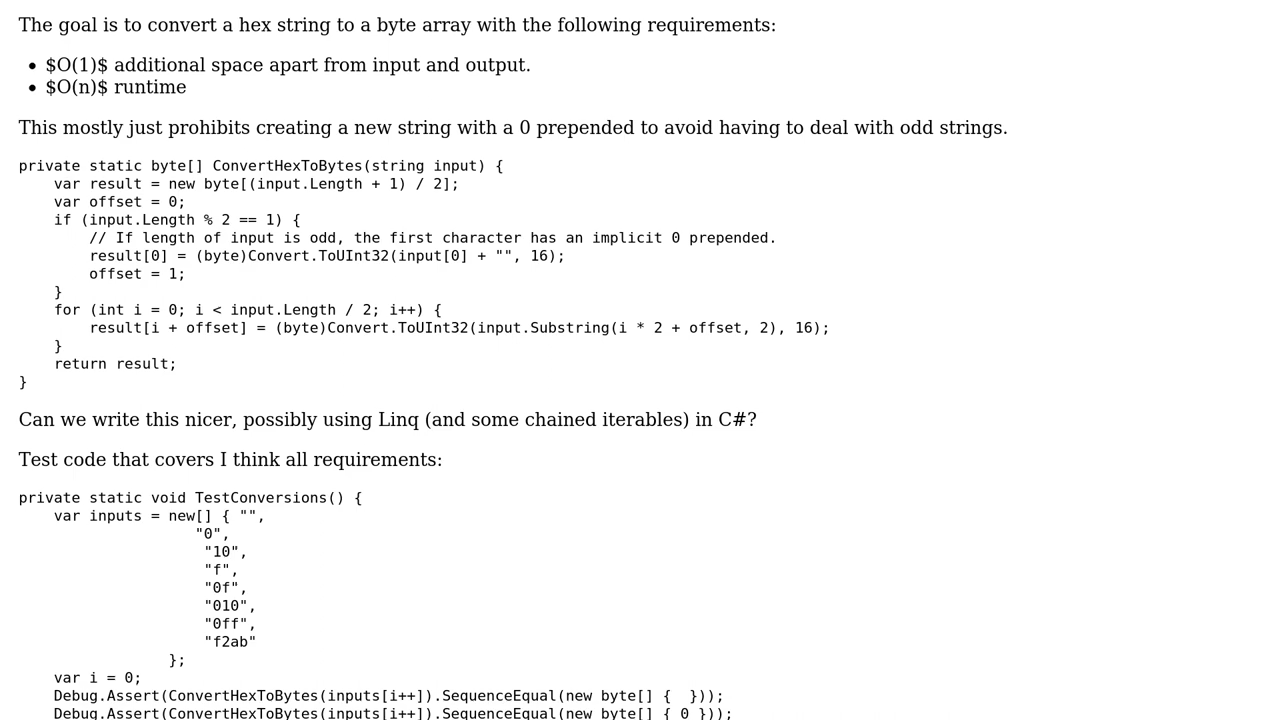 The goal is to convert a hex string to a byte array with the following requirements:
• $O(1)$ additional space apart from input and output.
• $O(n)$ runtime
This mostly just prohibits creating a new string with a 0 prepended to avoid having to deal with odd strings.
private static byte[] ConvertHexToBytes(string input) {
    var result = new byte[(input.Length + 1) / 2];
    var offset = 0;
    if (input.Length % 2 == 1) {
        // If length of input is odd, the first character has an implicit 0 prepended.
        result[0] = (byte)Convert.ToUInt32(input[0] + "", 16);
        offset = 1;
    }
    for (int i = 0; i < input.Length / 2; i++) {
        result[i + offset] = (byte)Convert.ToUInt32(input.Substring(i * 2 + offset, 2), 16);
    }
    return result;
}
Can we write this nicer, possibly using Linq (and some chained iterables) in C#?
Test code that covers I think all requirements:
private static void TestConversions() {
    var inputs = new[] { "",
                    "0",
                     "10",
                     "f",
                     "0f",
                     "010",
                     "0ff",
                     "f2ab"
                 };
    var i = 0;
    Debug.Assert(ConvertHexToBytes(inputs[i++]).SequenceEqual(new byte[] {  }));
    Debug.Assert(ConvertHexToBytes(inputs[i++]).SequenceEqual(new byte[] { 0 }));